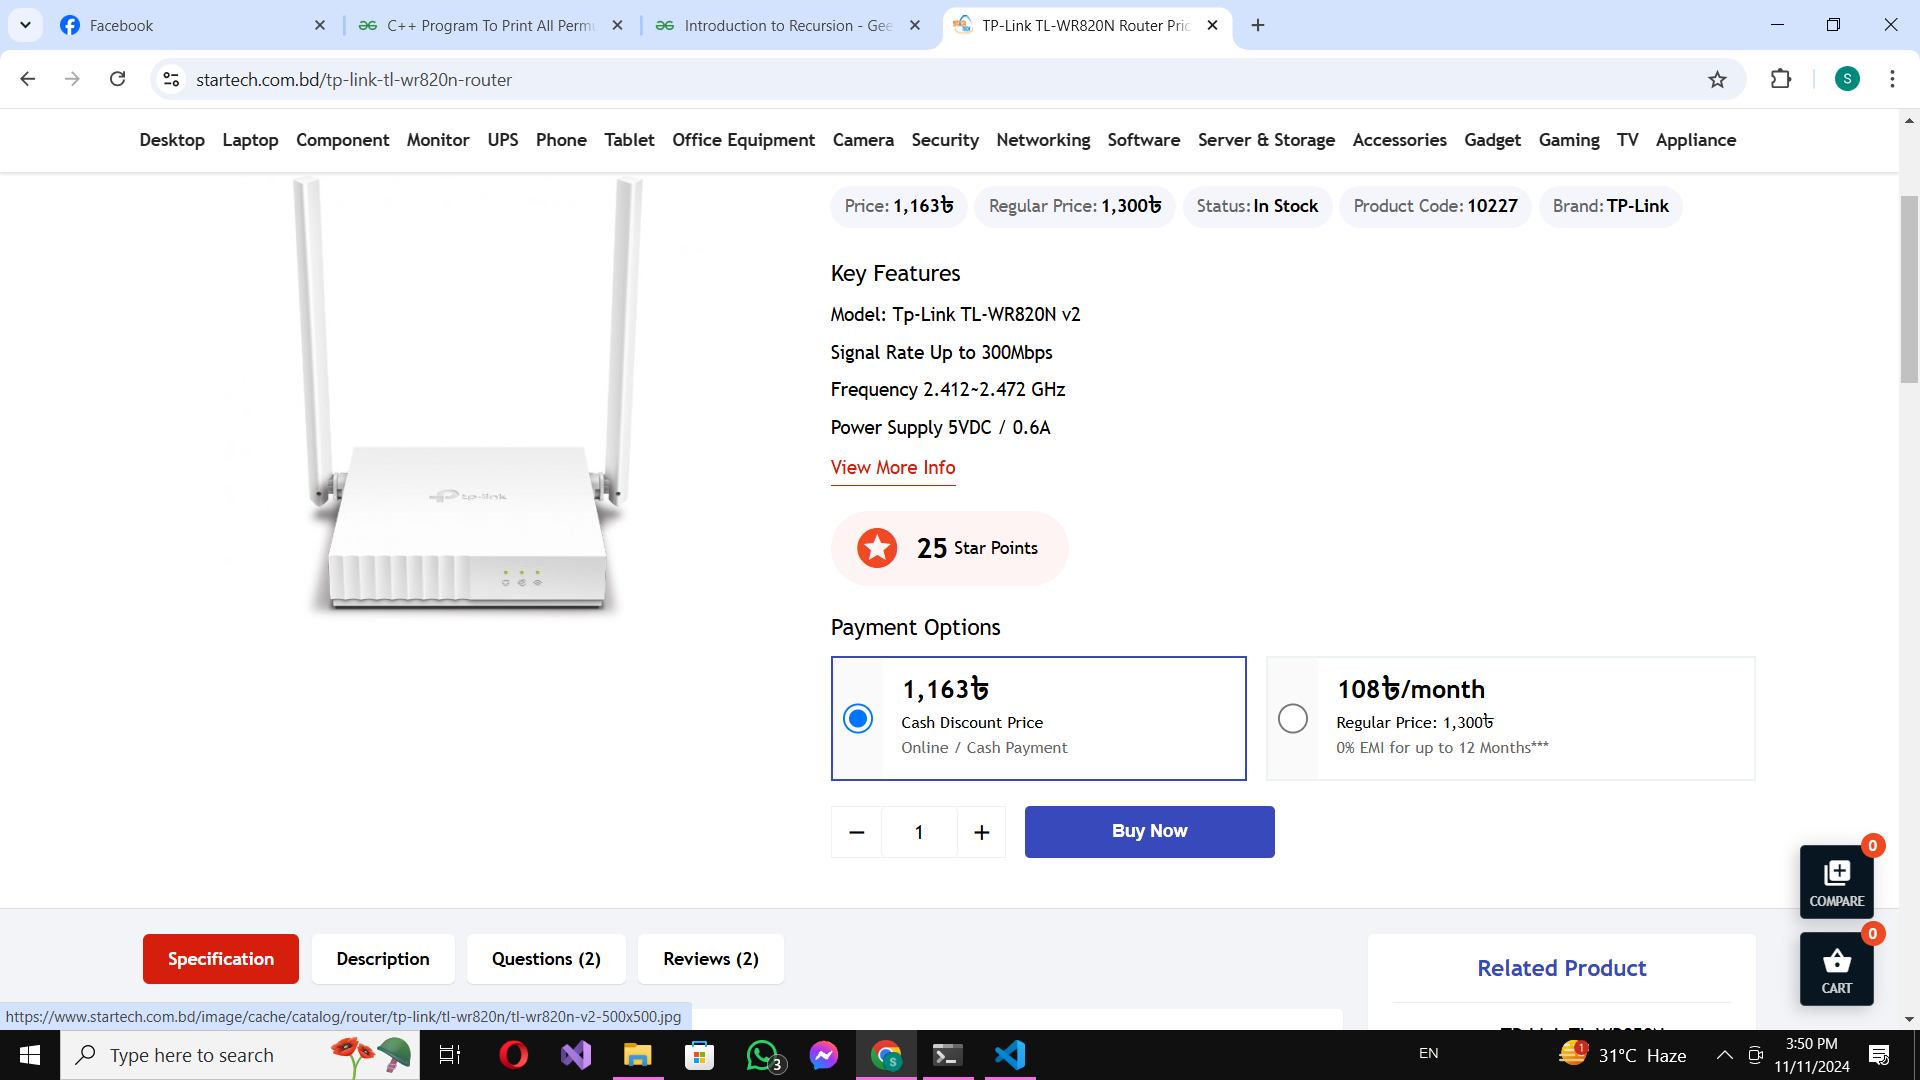 Facebook
C++ Program To Print All Permu
Introduction to Recursion - Gee
TP-Link TL-WR820N Router Pric
startech.com.bd/tp-link-tl-wr820n-router
S
Desktop Laptop Component Monitor UPS Phone Tablet Office Equipment Camera Security Networking Software Server & Storage Accessories Gadget Gaming TV Appliance
Price: 1,163৳ Regular Price: 1,300৳ Status: In Stock Product Code: 10227 Brand: TP-Link
Key Features
Model: Tp-Link TL-WR820N v2
Signal Rate Up to 300Mbps
Frequency 2.412~2.472 GHz
Power Supply 5VDC / 0.6A
View More Info
tp-link
25 Star Points
Payment Options
1,163৳
Cash Discount Price
Online / Cash Payment
108৳/month
Regular Price: 1,300৳
0% EMI for up to 12 Months***
− 1 + Buy Now
0
COMPARE
0
CART
Specification Description Questions (2) Reviews (2)
Related Product
https://www.startech.com.bd/image/cache/catalog/router/tp-link/tl-wr820n/tl-wr820n-v2-500x500.jpg
Type here to search
3
S
EN
1
31°C Haze
3:50 PM
11/11/2024